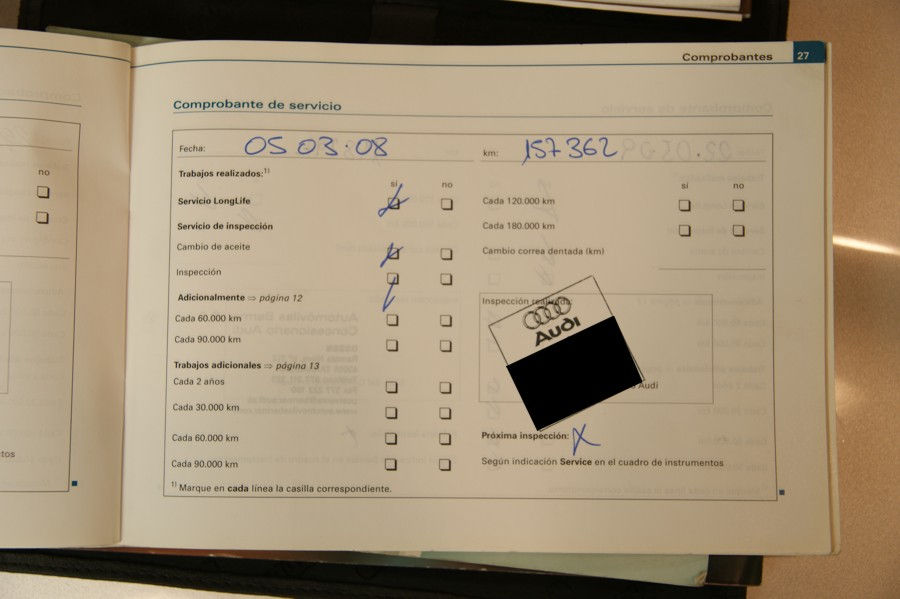 Comprobantes 27
Comprobante de servicio
Fecha: 05 03·08 km: 157 362
Trabajos realizados:¹⁾
sí no
no
Servicio LongLife
Servicio de inspección
Cambio de aceite
Inspección
Adicionalmente ⇒ página 12
Cada 60.000 km
Cada 90.000 km
Trabajos adicionales ⇒ página 13
Cada 2 años
Cada 30.000 km
Cada 60.000 km
Cada 90.000 km
¹⁾ Marque en cada línea la casilla correspondiente.
sí no
Cada 120.000 km
Cada 180.000 km
Cambio correa dentada (km)
Inspección realizada:
Audi
Audi
Próxima inspección: X
Según indicación Service en el cuadro de instrumentos